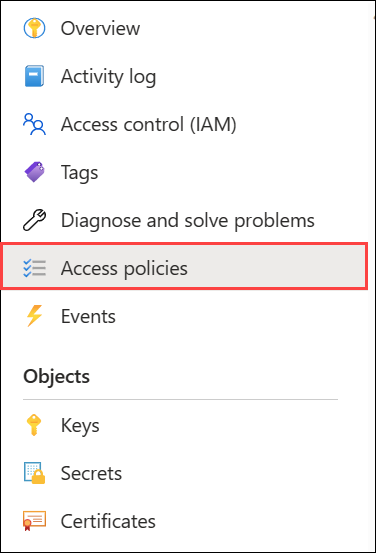 Overview
Activity log
Access control (IAM)
Tags
Diagnose and solve problems
Access policies
Events
Objects
Keys
Secrets
Certificates